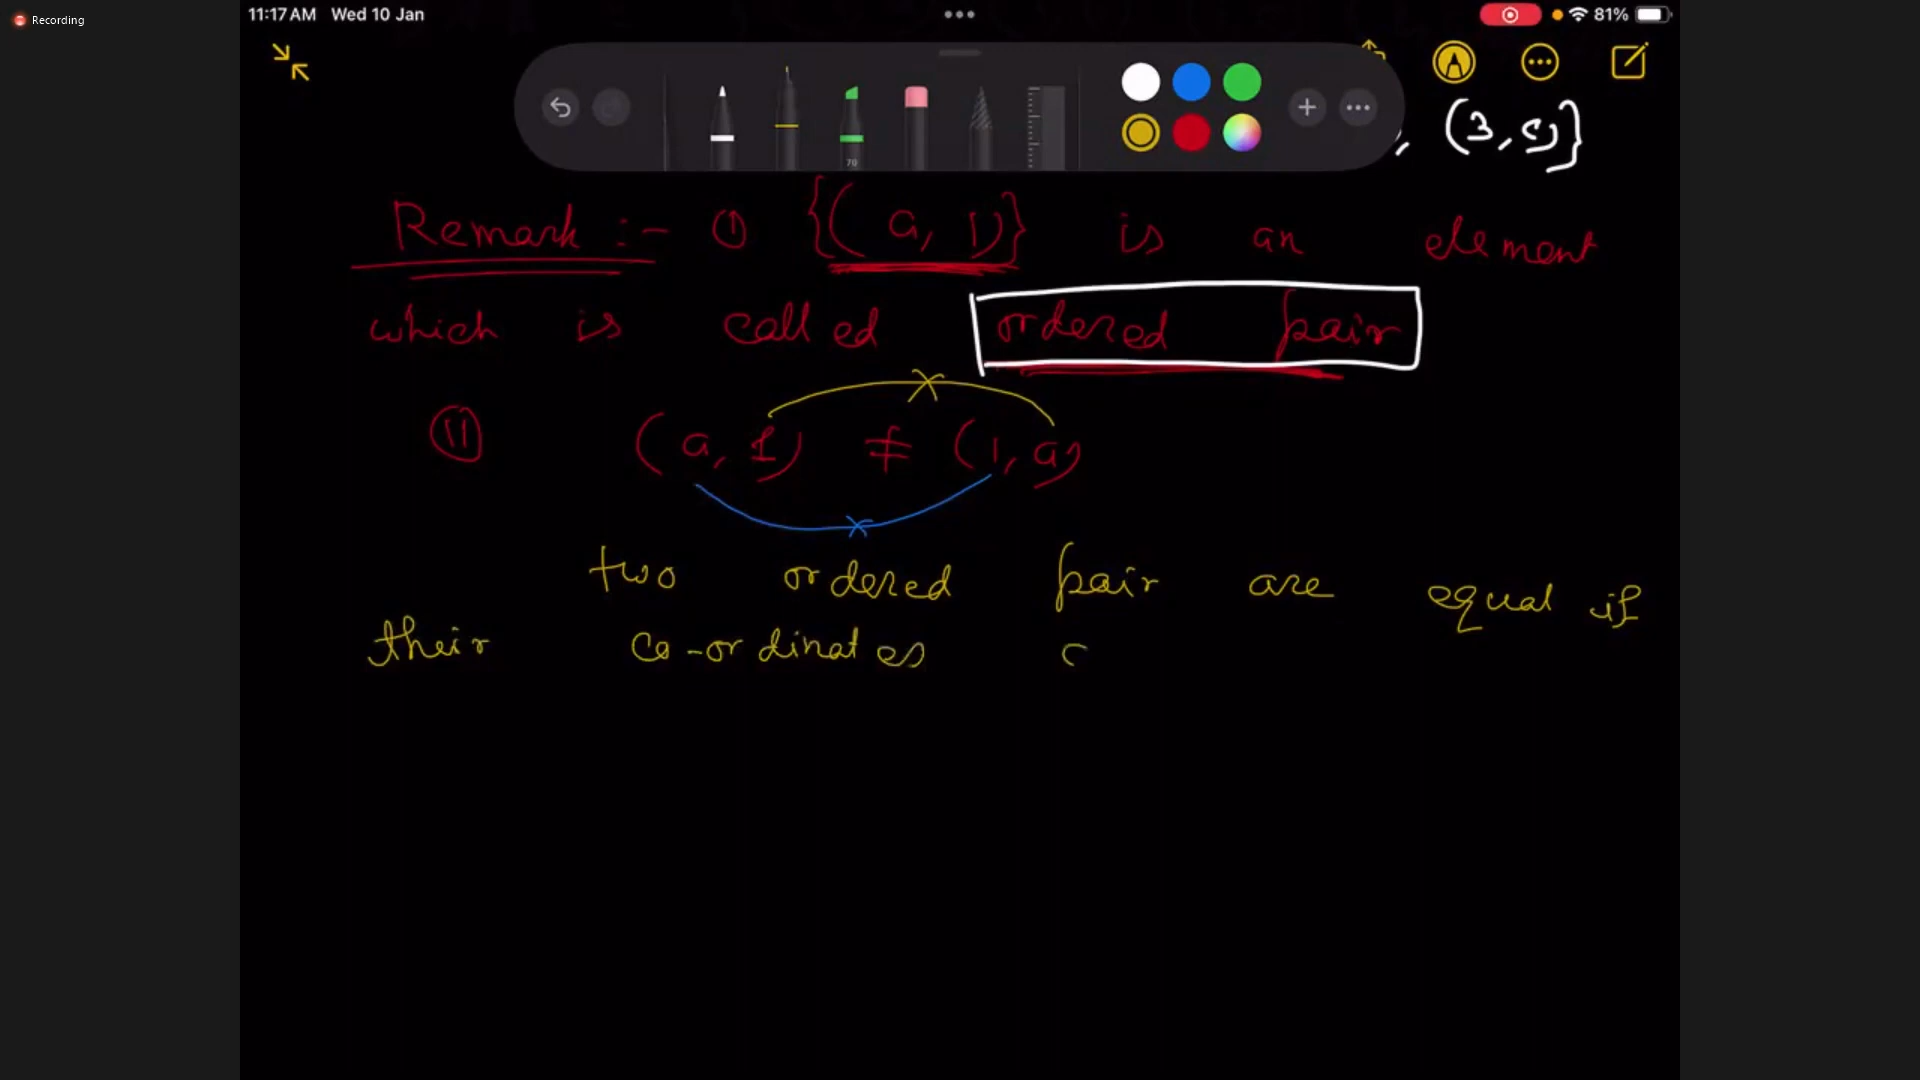 Recording
11:17 AM Wed 10 Jan
81%
70
, (3,5)}
Remark :- ① {(a, 1)} is an element
which is called ordered pair
⑪ (a, 1) ≠ (1, a)
two ordered pair are equal if
their co-ordinates